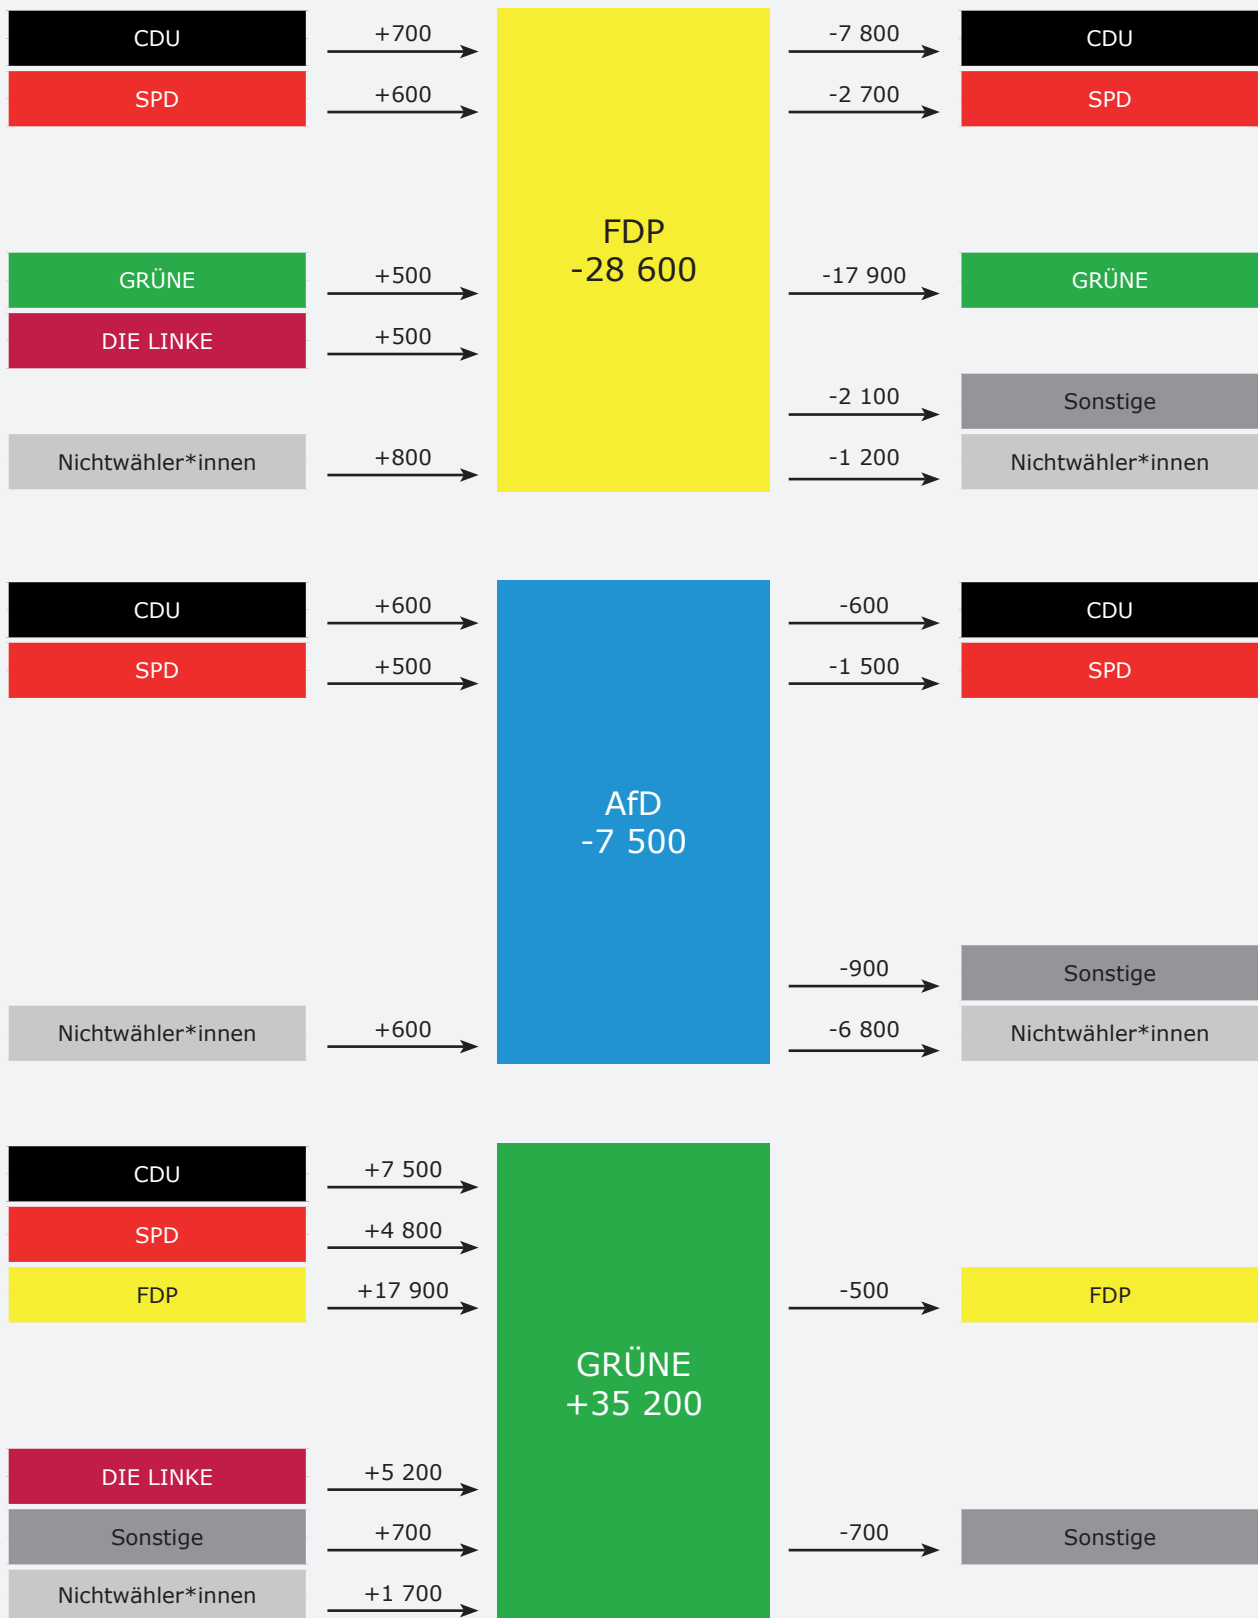 CDU +700 -7 800 CDU
SPD +600 -2 700 SPD
FDP
-28 600
GRÜNE +500 -17 900 GRÜNE
DIE LINKE +500
-2 100 Sonstige
Nichtwähler*innen +800 -1 200 Nichtwähler*innen
CDU +600 -600 CDU
SPD +500 -1 500 SPD
AfD
-7 500
-900 Sonstige
Nichtwähler*innen +600 -6 800 Nichtwähler*innen
CDU +7 500
SPD +4 800
FDP +17 900 -500 FDP
GRÜNE
+35 200
DIE LINKE +5 200
Sonstige +700 -700 Sonstige
Nichtwähler*innen +1 700